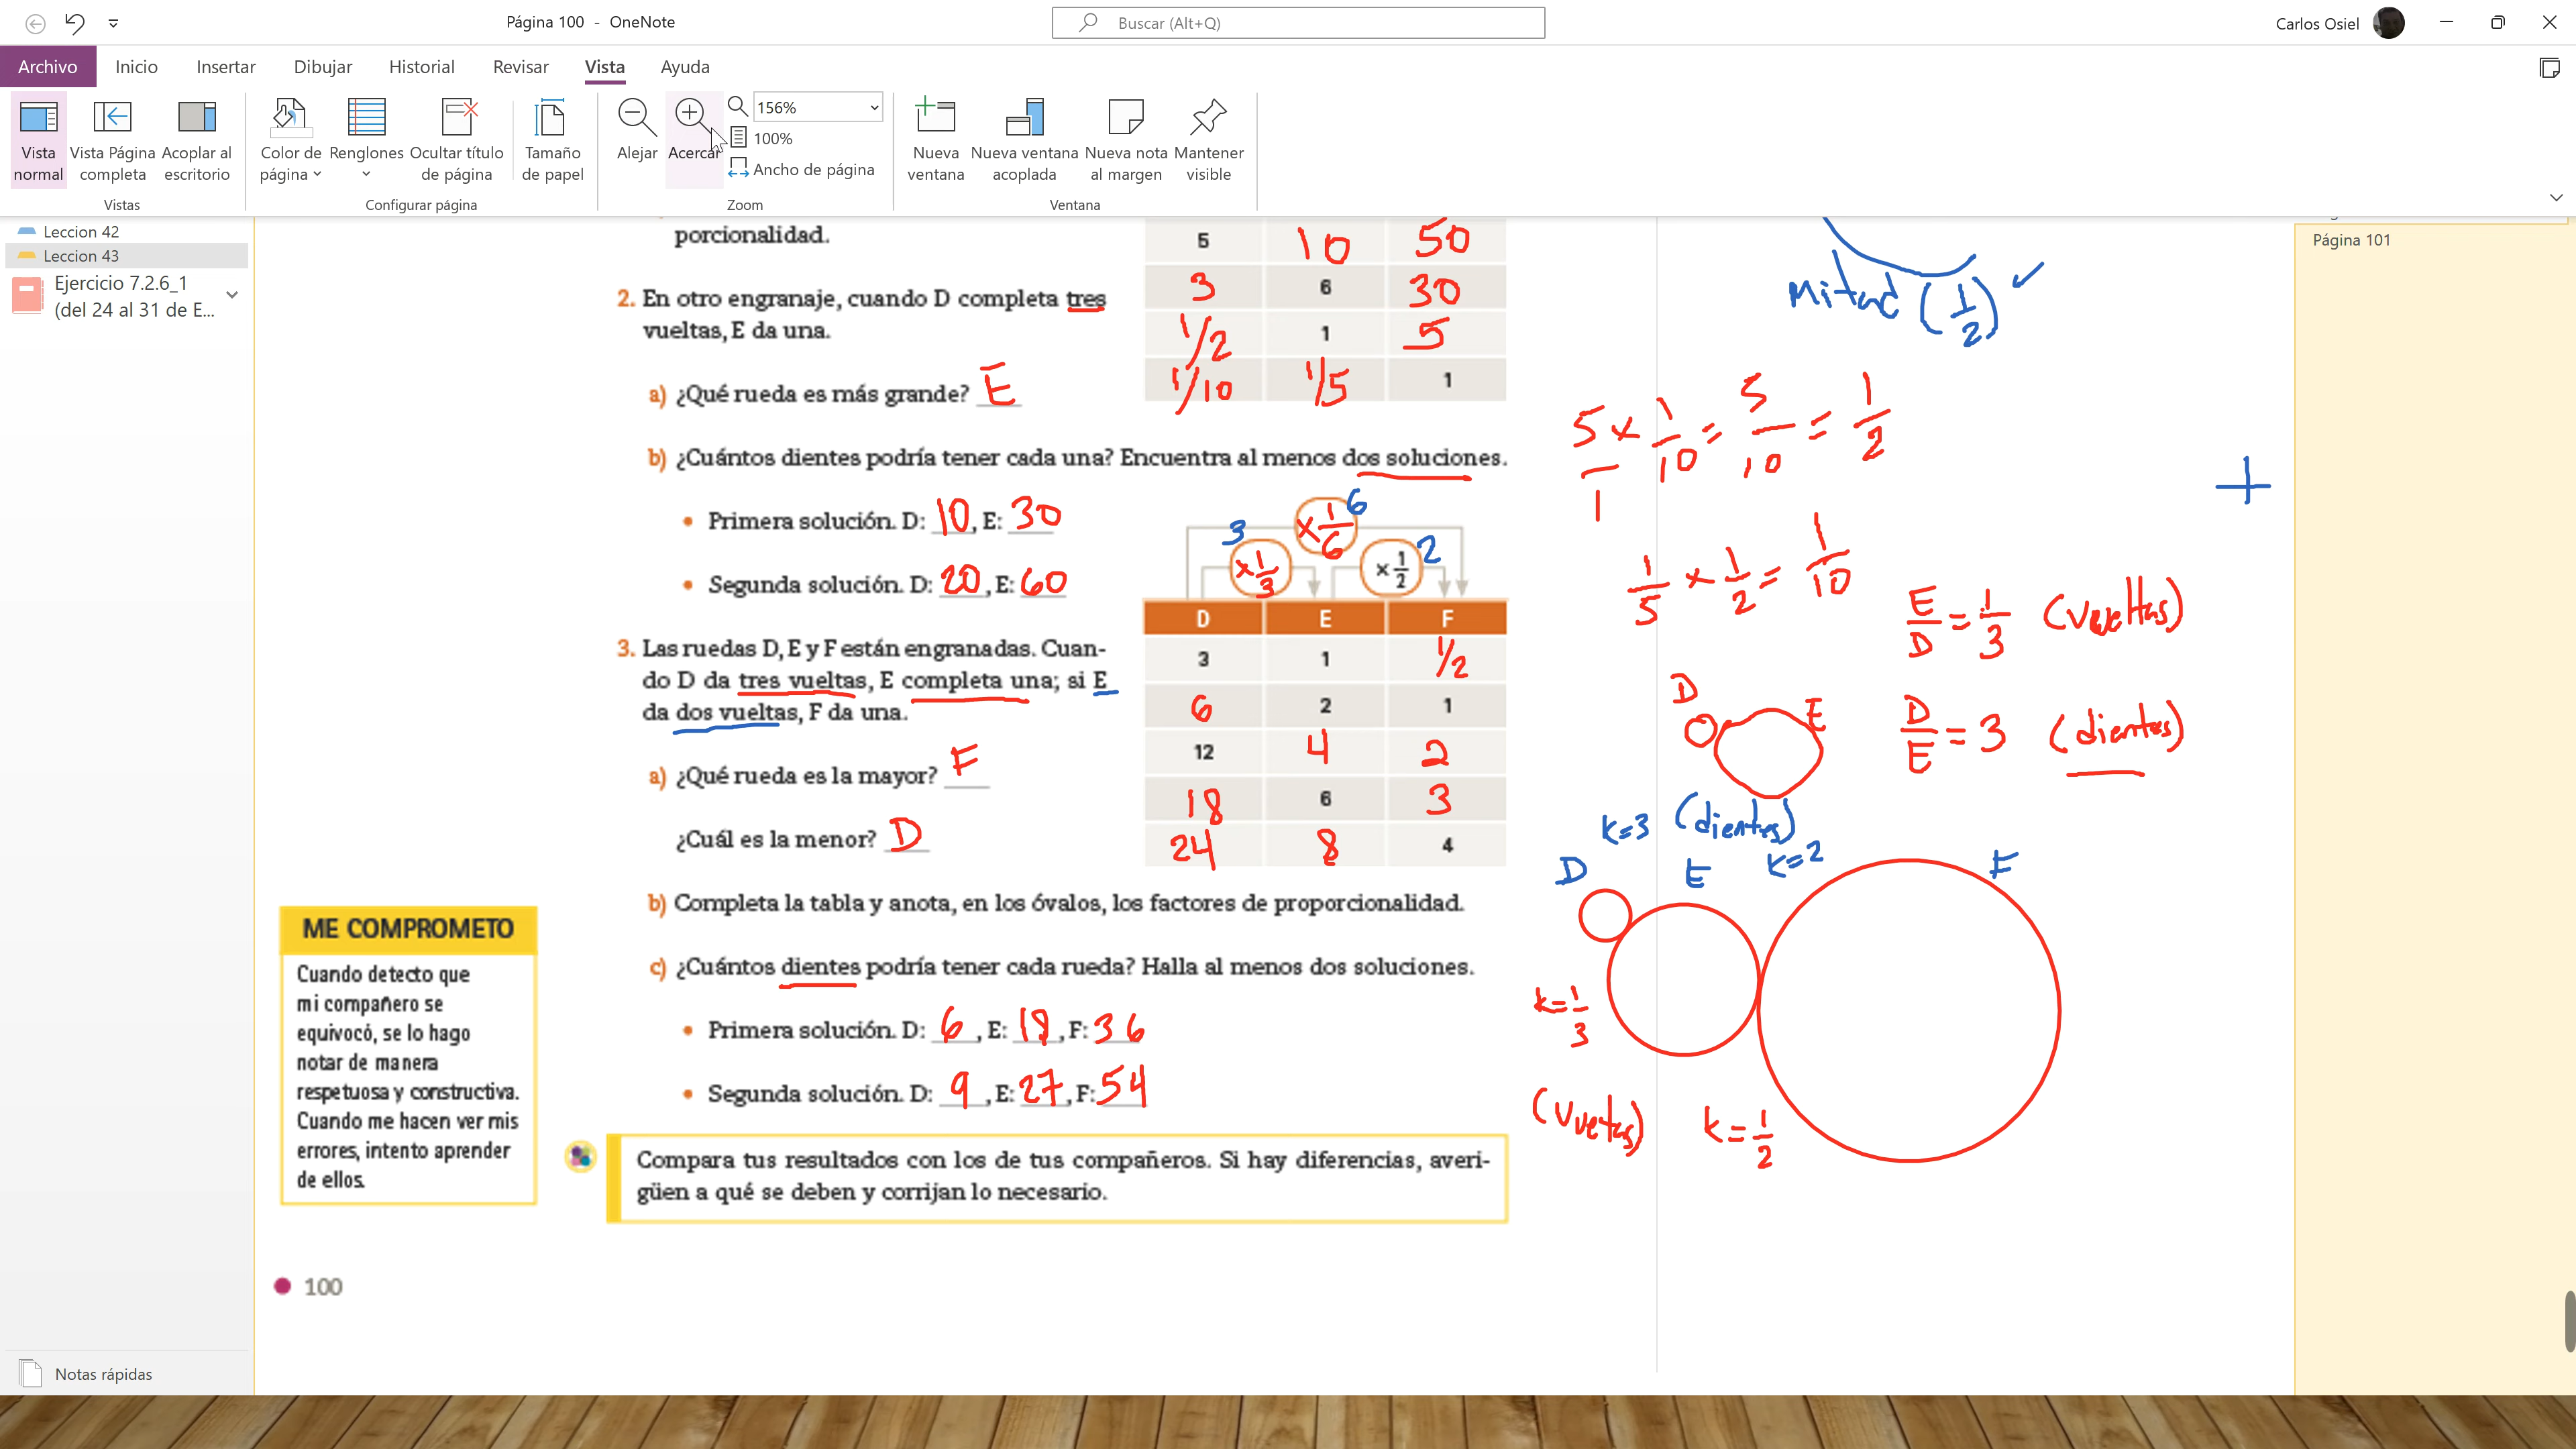 Página 100 - OneNote
Buscar (Alt+Q)
Carlos Osiel
Archivo Inicio Insertar Dibujar Historial Revisar Vista Ayuda
Vista normal
Vista Página completa
Acoplar al escritorio
Vistas
Color de página
Renglones
Ocultar título de página
Tamaño de papel
Configurar página
Alejar
Acercar
156%
100%
Ancho de página
Zoom
Nueva ventana
Nueva ventana acoplada
Nueva nota al margen
Mantener visible
Ventana
Leccion 42
Leccion 43
Ejercicio 7.2.6_1
(del 24 al 31 de E...
Notas rápidas
Página 101
porcionalidad.
5 10 50
3 6 30
1/2 1 5
1/10 1/5 1
2. En otro engranaje, cuando D completa tres
vueltas, E da una.
a) ¿Qué rueda es más grande? E
b) ¿Cuántos dientes podría tener cada una? Encuentra al menos dos soluciones.
• Primera solución. D: 10, E: 30
• Segunda solución. D: 20, E: 60
3 6
×1/6
×1/3 ×1/2 2
D E F
3 1 1/2
6 2 1
12 4 2
18 6 3
24 8 4
3. Las ruedas D, E y F están engranadas. Cuan-
do D da tres vueltas, E completa una; si E
da dos vueltas, F da una.
a) ¿Qué rueda es la mayor? F
¿Cuál es la menor? D
b) Completa la tabla y anota, en los óvalos, los factores de proporcionalidad.
c) ¿Cuántos dientes podría tener cada rueda? Halla al menos dos soluciones.
• Primera solución. D: 6, E: 18, F: 36
• Segunda solución. D: 9, E: 27, F: 54
Compara tus resultados con los de tus compañeros. Si hay diferencias, averi-
güen a qué se deben y corrijan lo necesario.
ME COMPROMETO
Cuando detecto que
mi compañero se
equivocó, se lo hago
notar de manera
respetuosa y constructiva.
Cuando me hacen ver mis
errores, intento aprender
de ellos.
100
Mitad (1/2) ✓
5/1 × 1/10 = 5/10 = 1/2
1/5 × 1/2 = 1/10
E/D = 1/3 (vueltas)
D E
D/E = 3 (dientes)
k=3 (dientes)
D E k=2 F
k=1/3
(vueltas) k=1/2